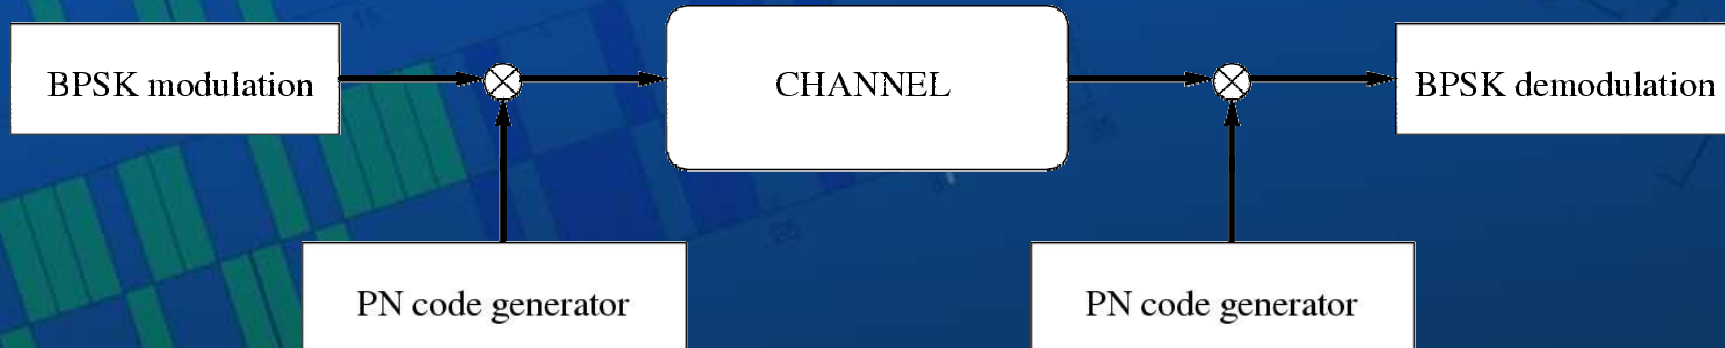 BPSK modulation
CHANNEL
BPSK demodulation
PN code generator
PN code generator